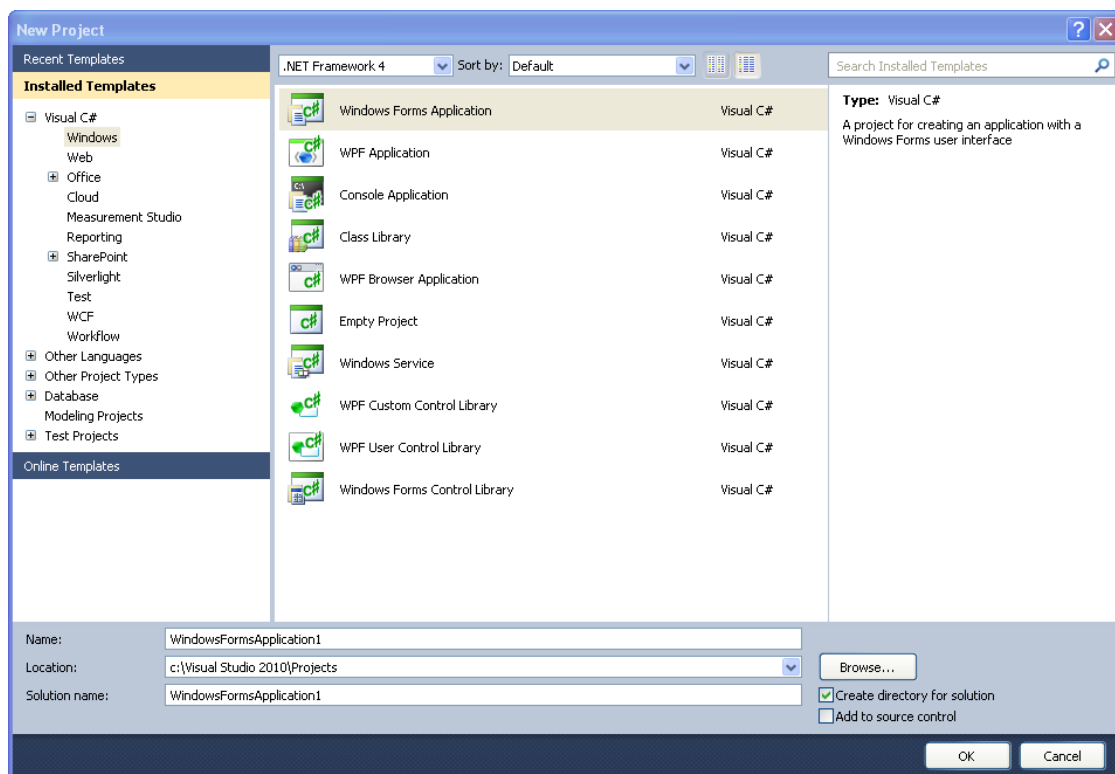 New Project
Recent Templates
Installed Templates
Visual C#
Windows
Web
Office
Cloud
Measurement Studio
Reporting
SharePoint
Silverlight
Test
WCF
Workflow
Other Languages
Other Project Types
Database
Modeling Projects
Test Projects
Online Templates
.NET Framework 4 Sort by: Default
Windows Forms Application Visual C#
WPF Application Visual C#
Console Application Visual C#
Class Library Visual C#
WPF Browser Application Visual C#
Empty Project Visual C#
Windows Service Visual C#
WPF Custom Control Library Visual C#
WPF User Control Library Visual C#
Windows Forms Control Library Visual C#
Search Installed Templates
Type: Visual C#
A project for creating an application with a
Windows Forms user interface
Name: WindowsFormsApplication1
Location: c:\Visual Studio 2010\Projects Browse...
Solution name: WindowsFormsApplication1 Create directory for solution
Add to source control
OK Cancel